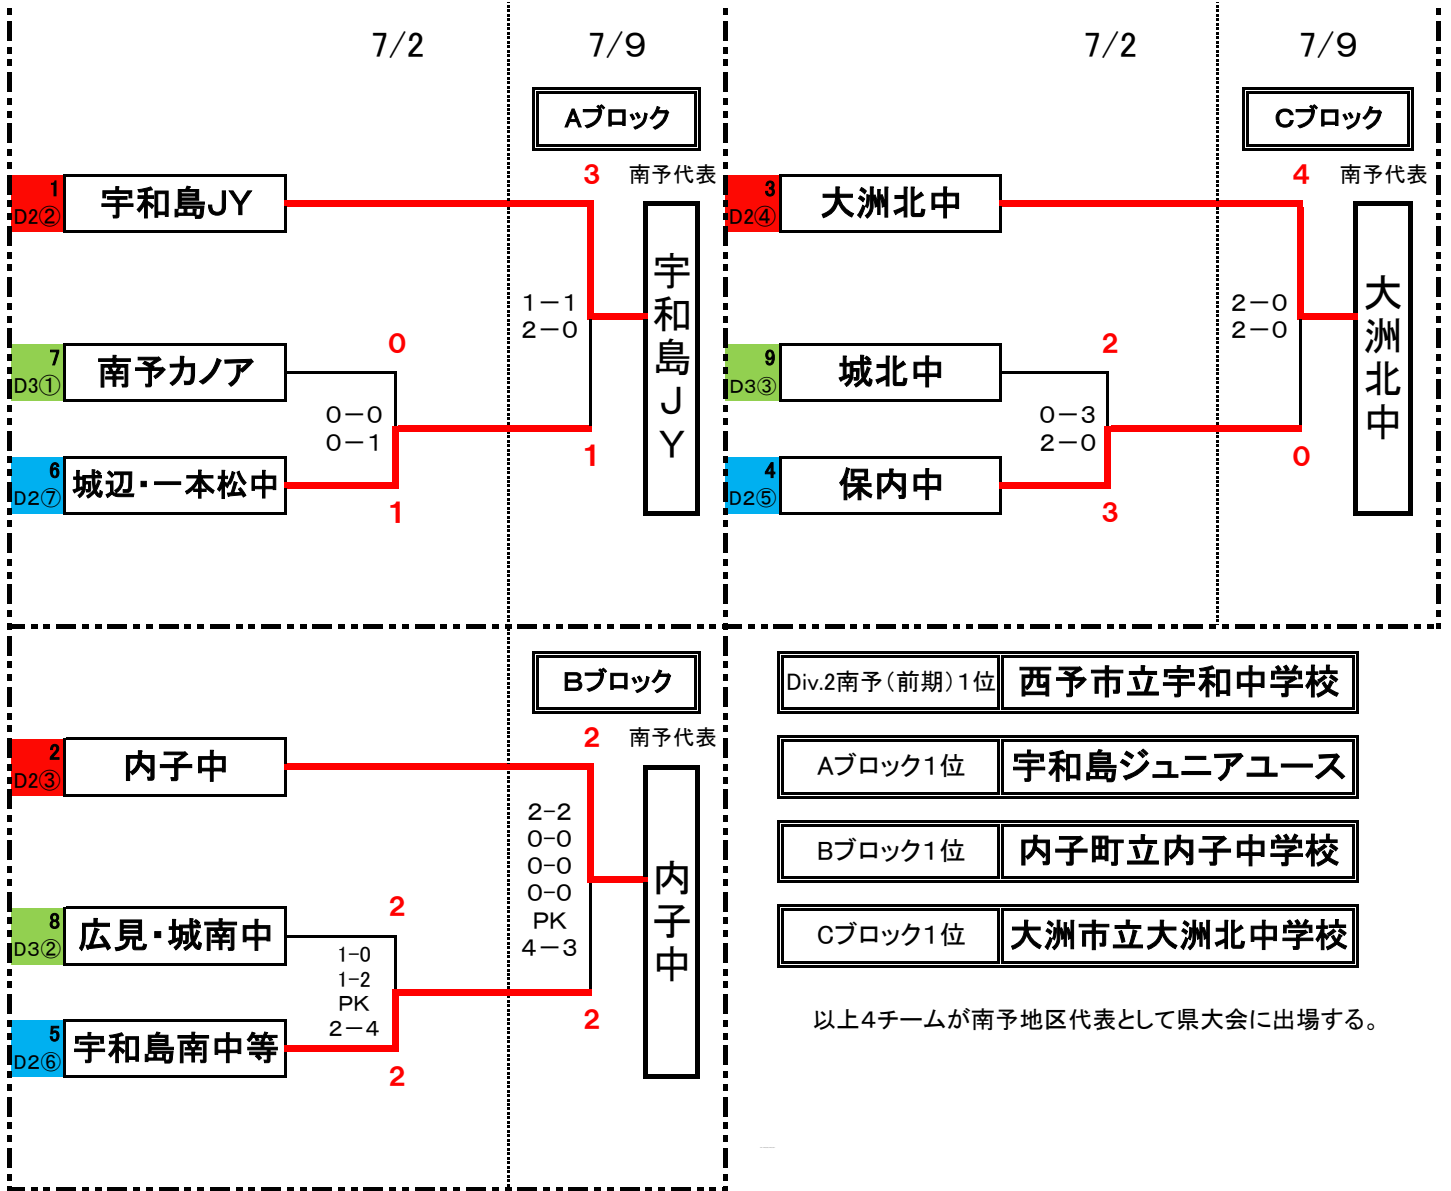 7/2
7/9
Aブロック
3
南予代表
1
D2②
宇和島JY
1－1
2－0
宇和島JY
0
7
D3①
南予カノア
0－0
0－1
6
D2⑦
城辺・一本松中
1
1
7/2
7/9
Cブロック
4
南予代表
3
D2④
大洲北中
2－0
2－0
大洲北中
2
9
D3③
城北中
0－3
2－0
4
D2⑤
保内中
0
3
Bブロック
2
南予代表
2
D2③
内子中
2-2
0-0
0-0
0-0
PK
4－3
内子中
2
8
D3②
広見・城南中
1-0
1-2
PK
2－4
5
D2⑥
宇和島南中等
2
2
Div.2南予（前期）1位 西予市立宇和中学校
Aブロック1位 宇和島ジュニアユース
Bブロック1位 内子町立内子中学校
Cブロック1位 大洲市立大洲北中学校
以上4チームが南予地区代表として県大会に出場する。